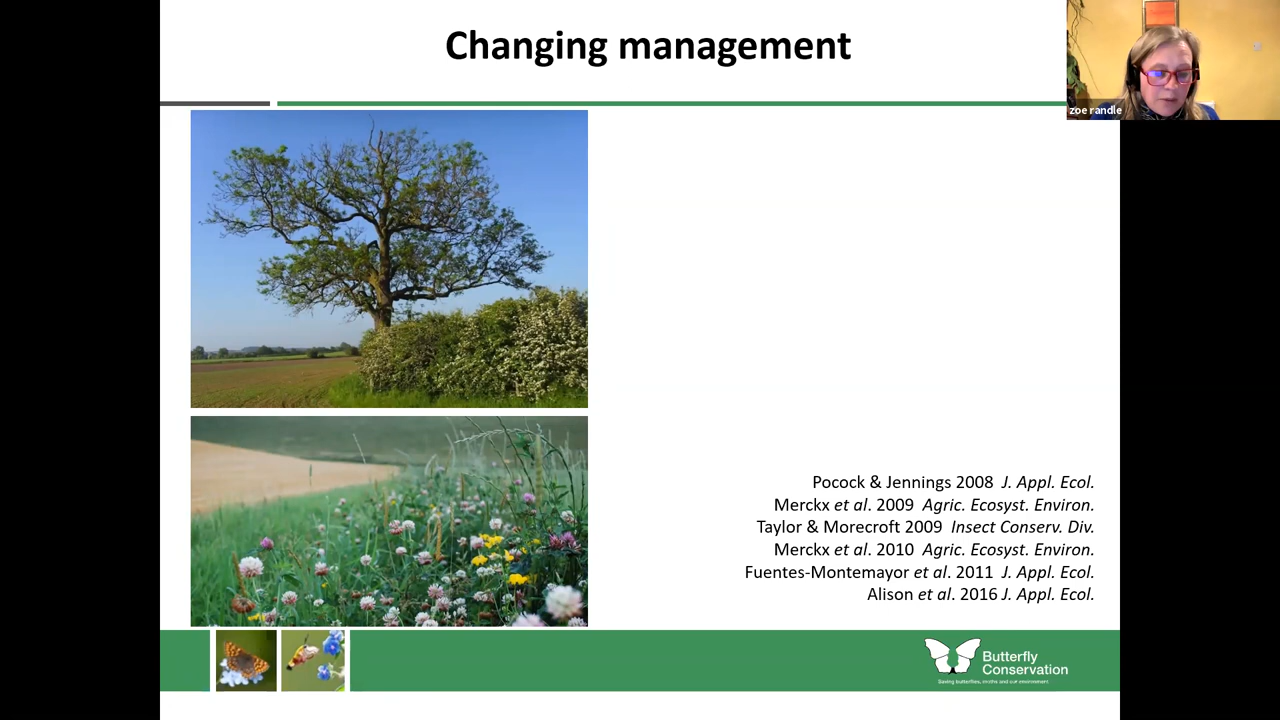 Changing management
zoe randle
Pocock & Jennings 2008 J. Appl. Ecol.
Merckx et al. 2009 Agric. Ecosyst. Environ.
Taylor & Morecroft 2009 Insect Conserv. Div.
Merckx et al. 2010 Agric. Ecosyst. Environ.
Fuentes-Montemayor et al. 2011 J. Appl. Ecol.
Alison et al. 2016 J. Appl. Ecol.
Butterfly
Conservation
Saving butterflies, moths and our environment